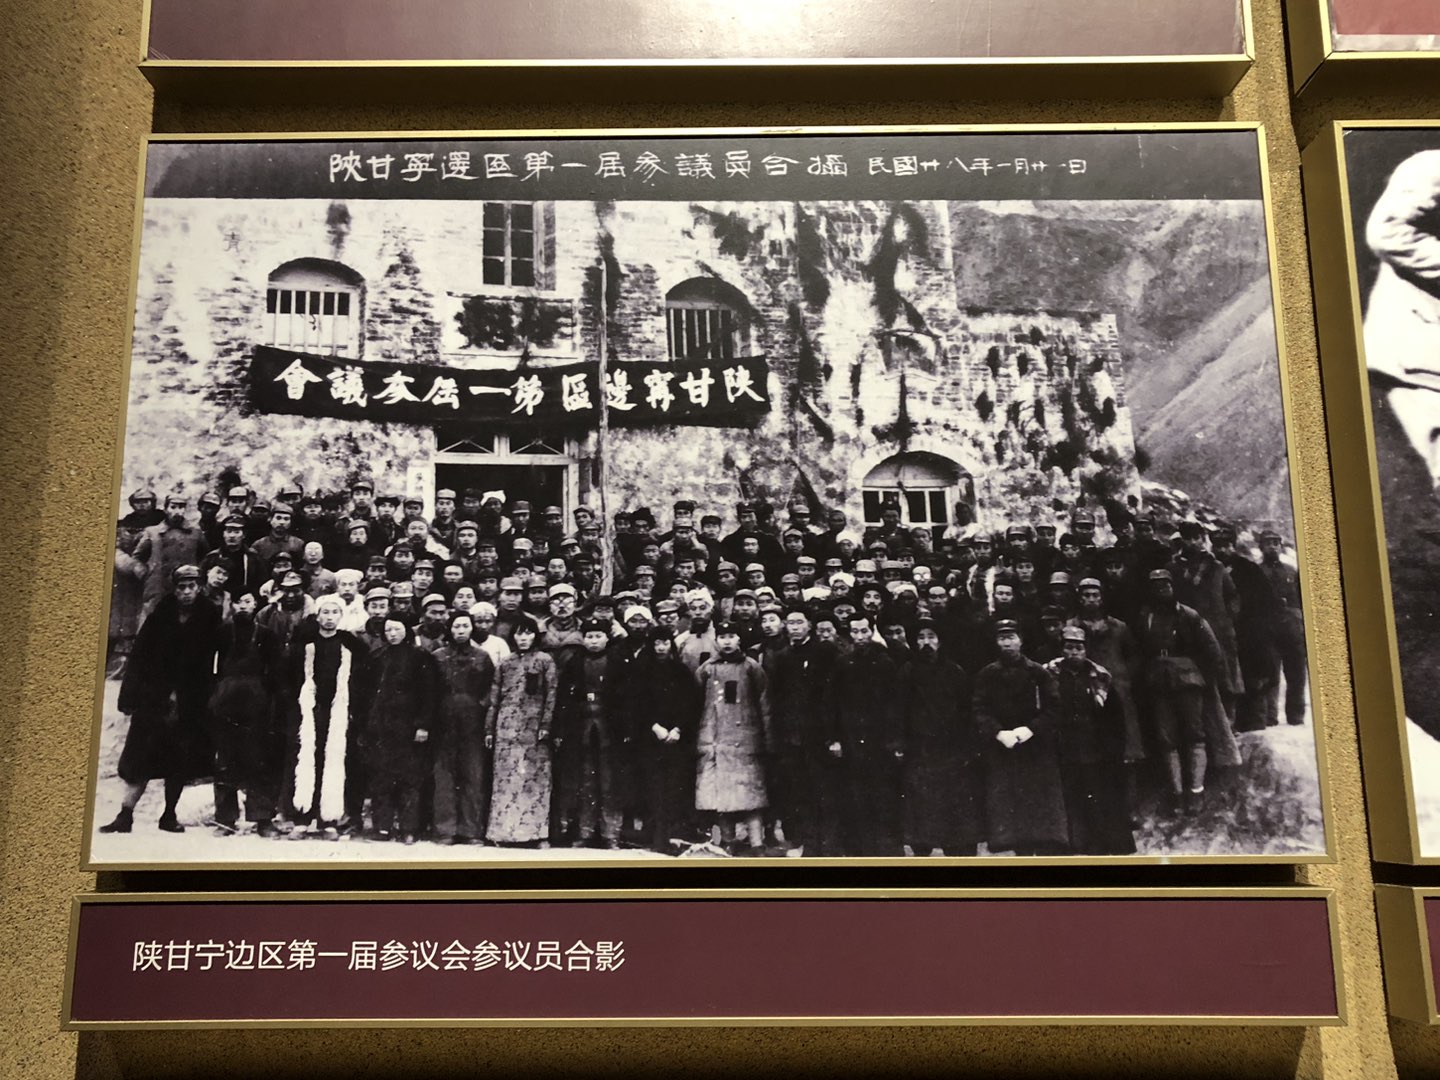 陝甘寧邊區第一屆參議員合攝 民國廿八年一月廿一日
會議參屆一第區邊甯甘陝
陕甘宁边区第一届参议会参议员合影